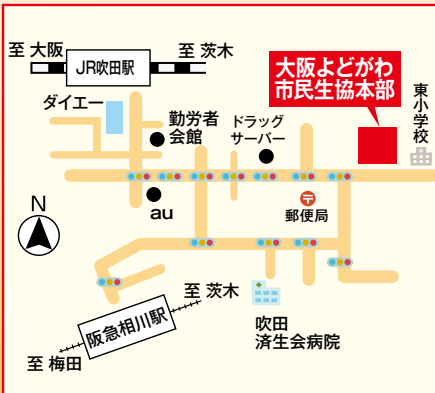 至 大阪
JR吹田駅
至 茨木
大阪よどがわ
市民生協本部
東小学校
ダイエー
勤労者
会館
ドラッグ
サーバー
au
郵便局
N
至 茨木
阪急相川駅
至 梅田
吹田
済生会病院